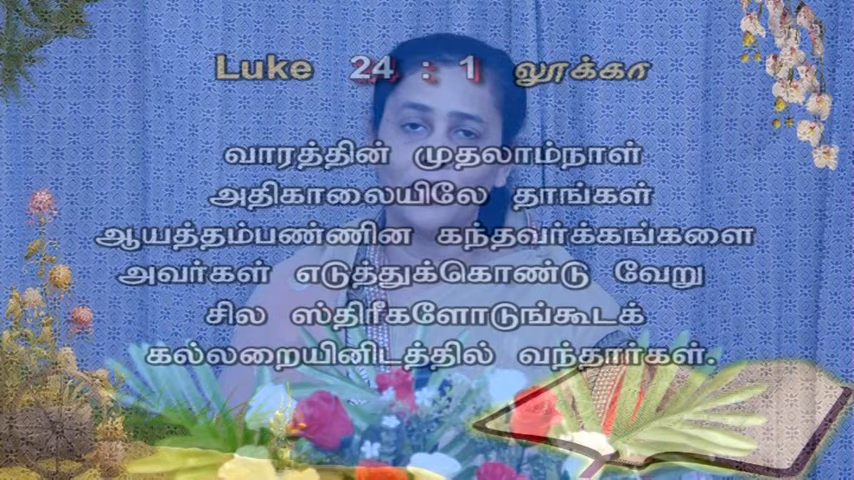 Luke 24 : 1 லூக்கா
வாரத்தின் முதலாம்நாள்
அதிகாலையிலே தாங்கள்
ஆயத்தம்பண்ணின கந்தவர்க்கங்களை
அவர்கள் எடுத்துக்கொண்டு வேறு
சில ஸ்திரீகளோடுங்கூடக்
கல்லறையினிடத்தில் வந்தார்கள்.